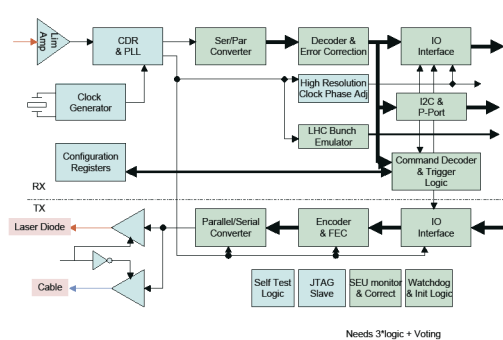 Lim
Amp
CDR
& PLL
Ser/Par
Converter
Decoder &
Error Correction
IO
Interface
Clock
Generator
High Resolution
Clock Phase Adj
I2C &
P-Port
LHC Bunch
Emulator
Configuration
Registers
Command Decoder
& Trigger
Logic
RX
TX
Laser Diode
Parallel/Serial
Converter
Encoder
& FEC
IO
Interface
Cable
Self Test
Logic
JTAG
Slave
SEU monitor
& Correct
Watchdog
& Init Logic
Needs 3*logic + Voting